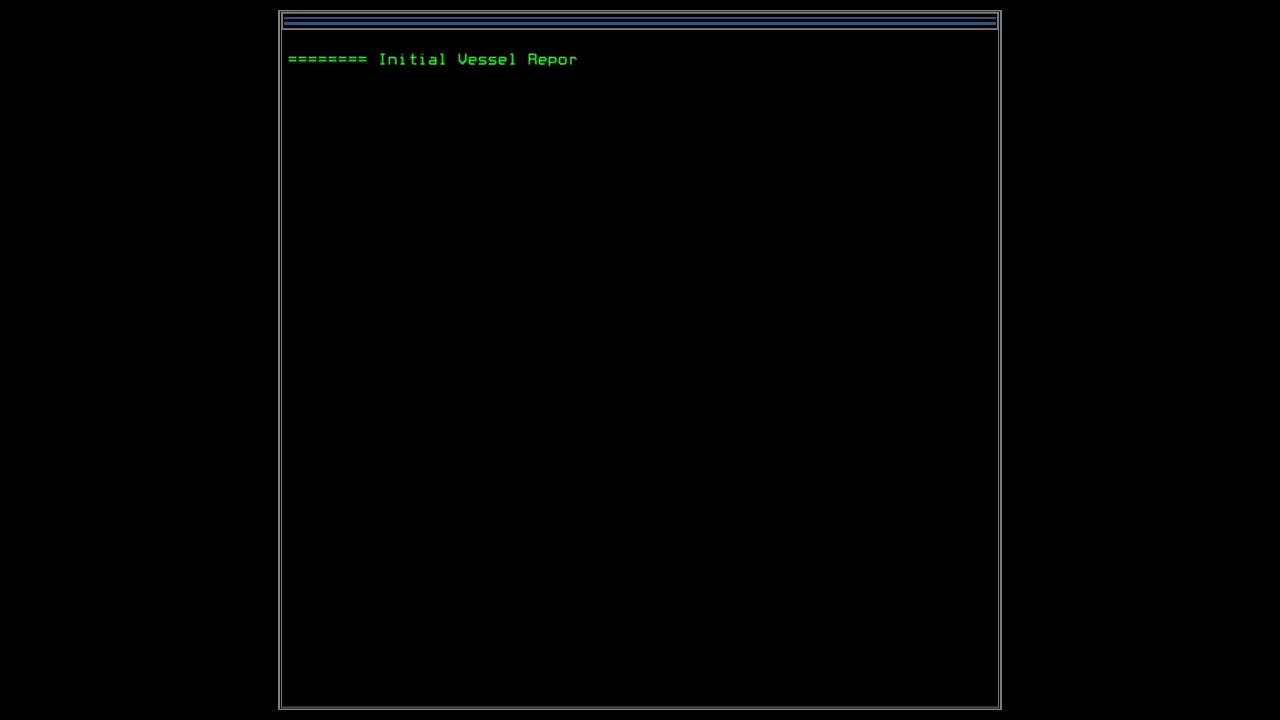 ======== Initial Vessel Repor